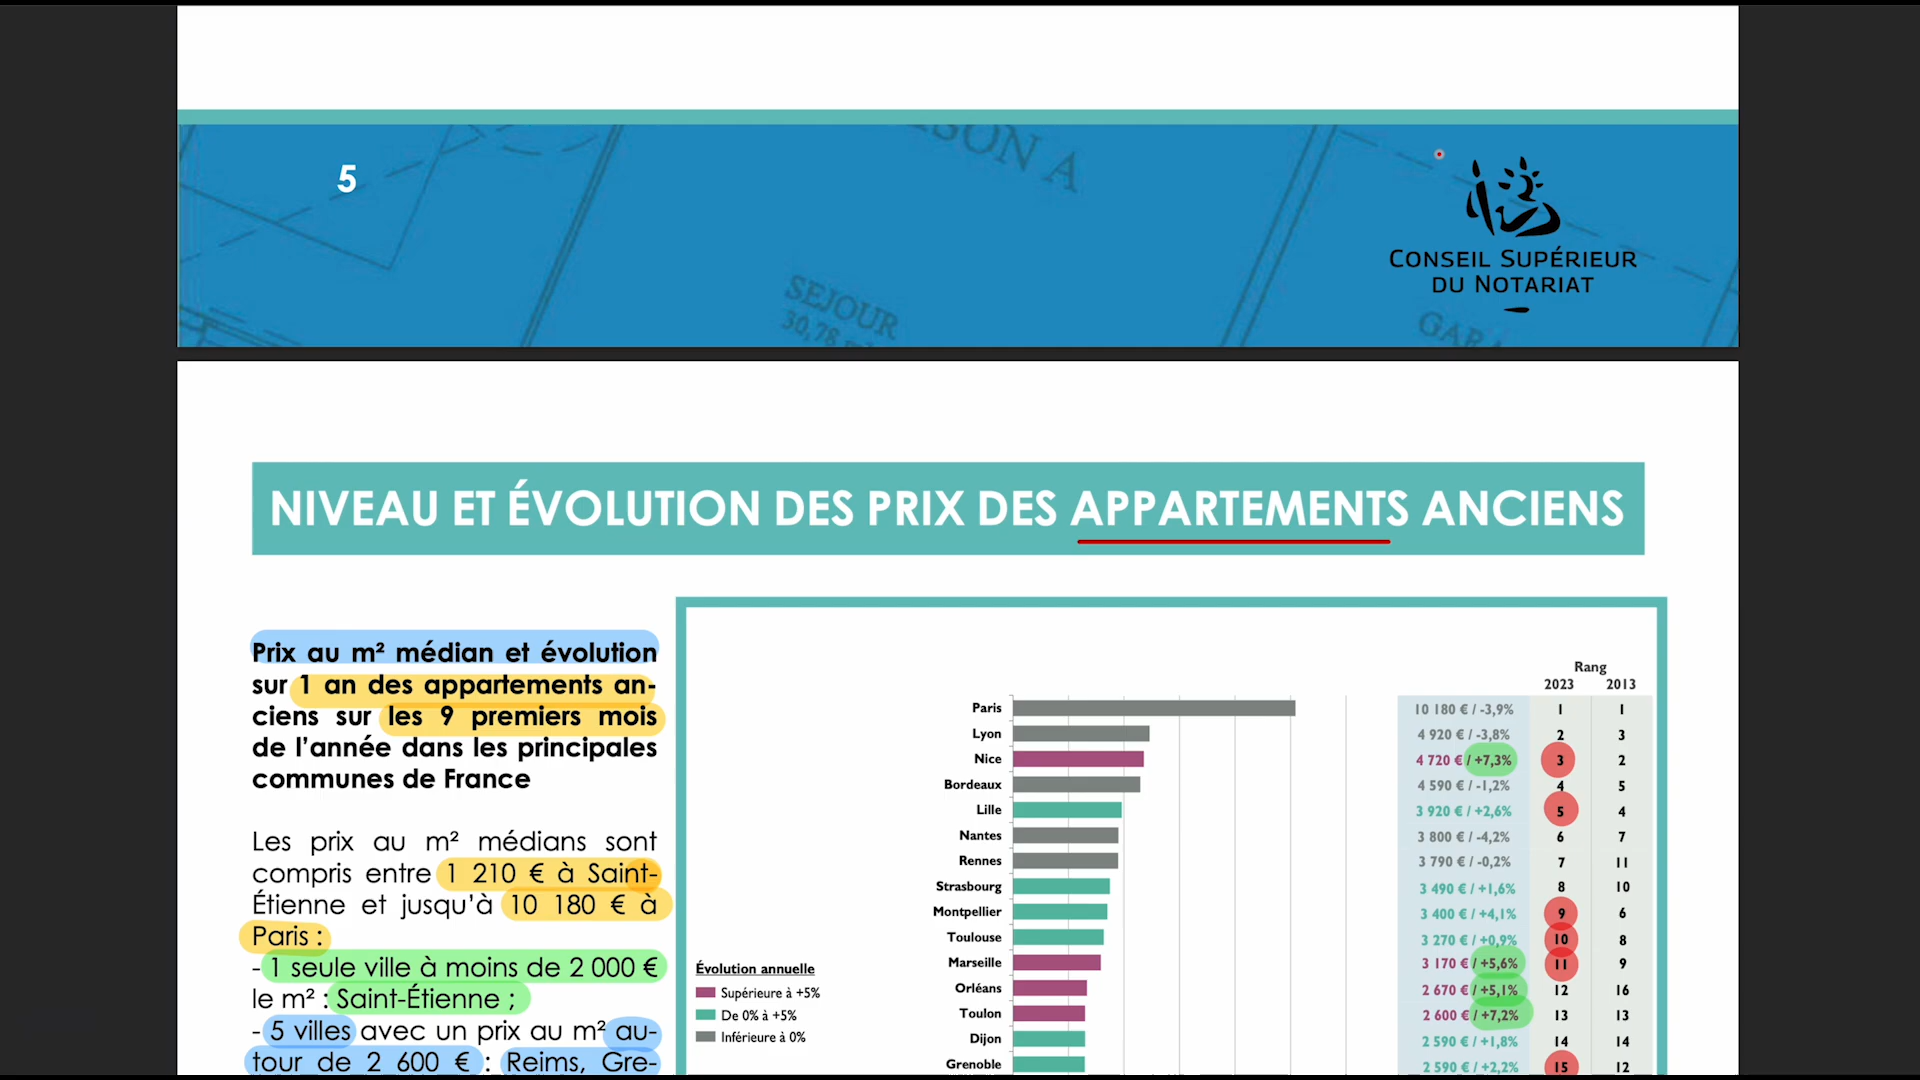 SON A
5
CONSEIL SUPÉRIEUR
DU NOTARIAT
SEJOUR
30,78
NIVEAU ET ÉVOLUTION DES PRIX DES APPARTEMENTS ANCIENS
Prix au m² médian et évolution
sur 1 an des appartements an-
ciens sur les 9 premiers mois
de l'année dans les principales
communes de France
Les prix au m² médians sont
compris entre 1 210 € à Saint-
Étienne et jusqu'à 10 180 € à
Paris :
- 1 seule ville à moins de 2 000 €
le m² : Saint-Étienne ;
- 5 villes avec un prix au m² au-
tour de 2 600 € : Reims, Gre-
Rang
2023 2013
Paris 10 180 € / -3,9% 1 1
Lyon 4 920 € / -3,8% 2 3
Nice 4 720 € / +7,3% 3 2
Bordeaux 4 590 € / -1,2% 4 5
Lille 3 920 € / +2,6% 5 4
Nantes 3 800 € / -4,2% 6 7
Rennes 3 790 € / -0,2% 7 11
Strasbourg 3 490 € / +1,6% 8 10
Montpellier 3 400 € / +4,1% 9 6
Toulouse 3 270 € / +0,9% 10 8
Marseille 3 170 € / +5,6% 11 9
Orléans 2 670 € / +5,1% 12 16
Toulon 2 600 € / +7,2% 13 13
Dijon 2 590 € / +1,8% 14 14
Grenoble 2 590 € / +2,2% 15 12
Évolution annuelle
Supérieure à +5%
De 0% à +5%
Inférieure à 0%